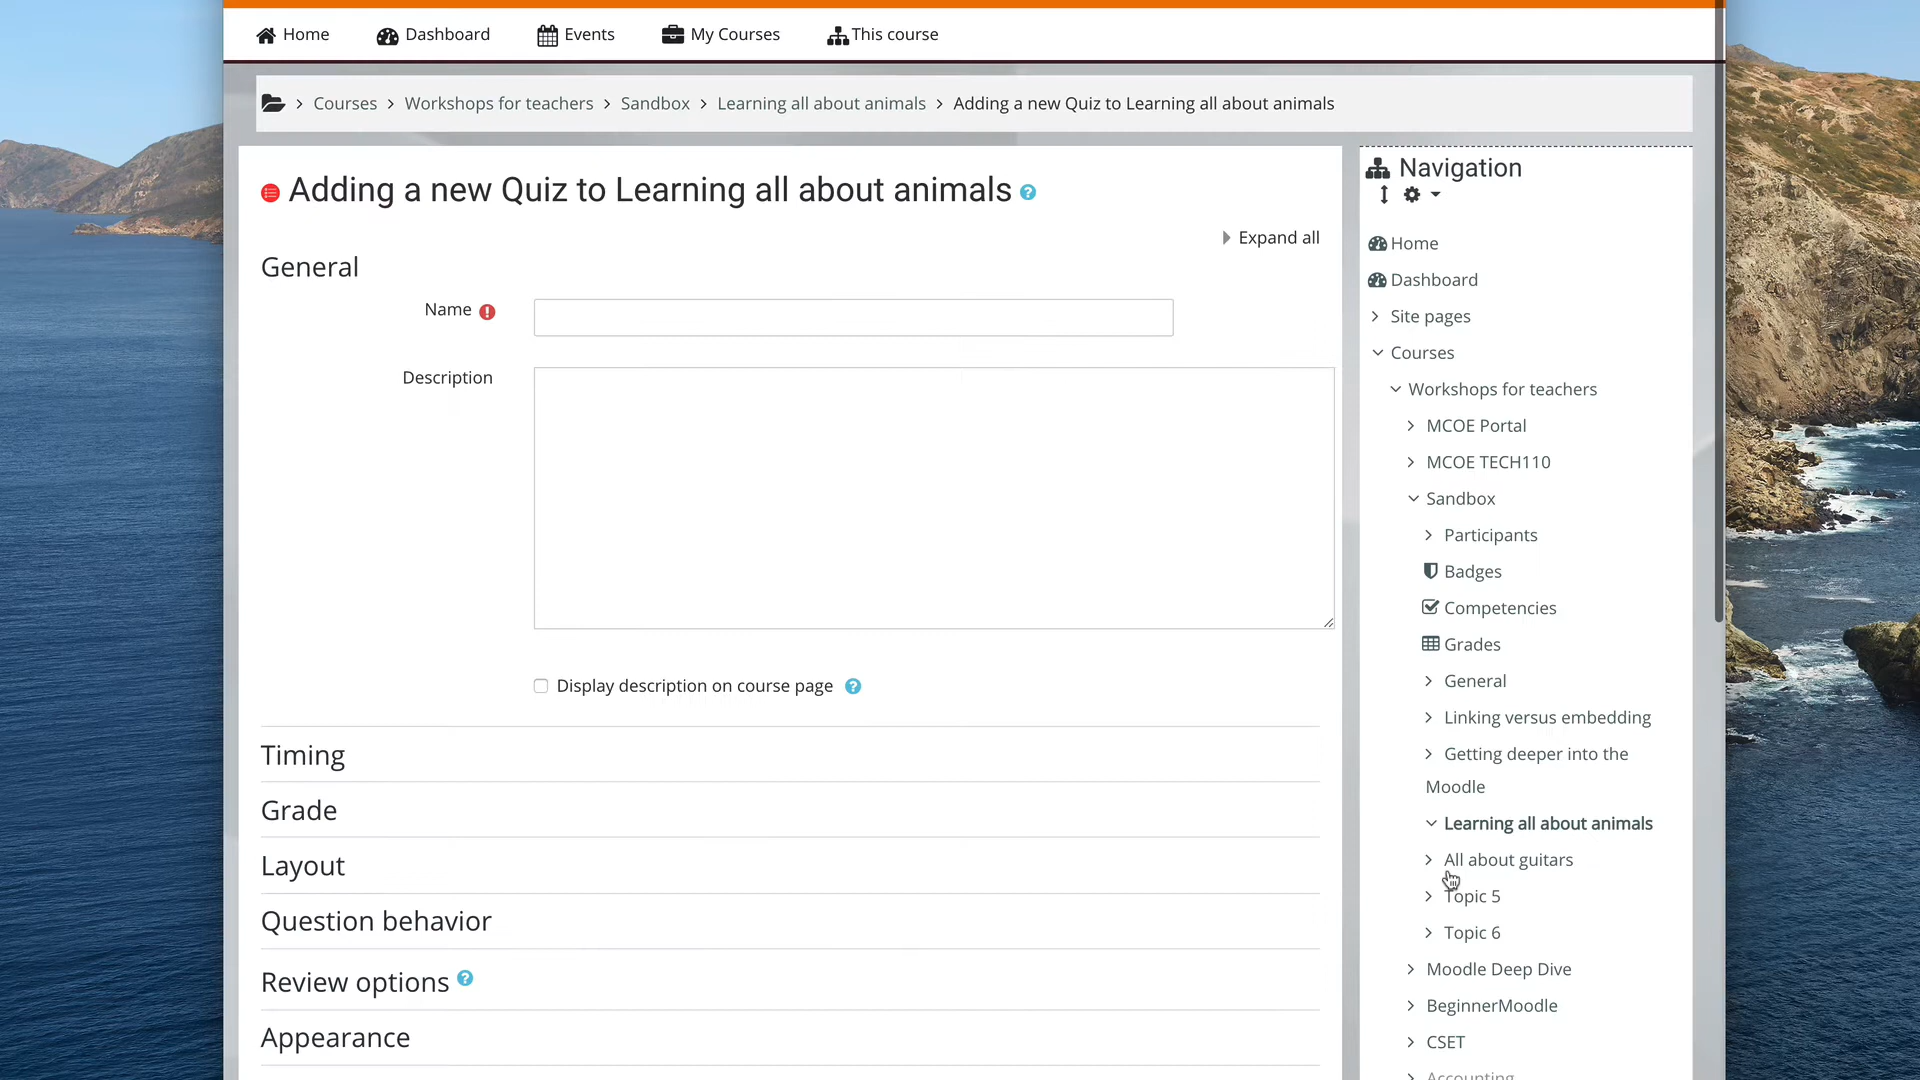 Home Dashboard Events My Courses This course
Courses Workshops for teachers Sandbox Learning all about animals Adding a new Quiz to Learning all about animals
Adding a new Quiz to Learning all about animals
Expand all
General
Name
Description
Display description on course page
Timing
Grade
Layout
Question behavior
Review options
Appearance
Navigation
Home
Dashboard
Site pages
Courses
Workshops for teachers
MCOE Portal
MCOE TECH110
Sandbox
Participants
Badges
Competencies
Grades
General
Linking versus embedding
Getting deeper into the
Moodle
Learning all about animals
All about guitars
Topic 5
Topic 6
Moodle Deep Dive
BeginnerMoodle
CSET
Accounting